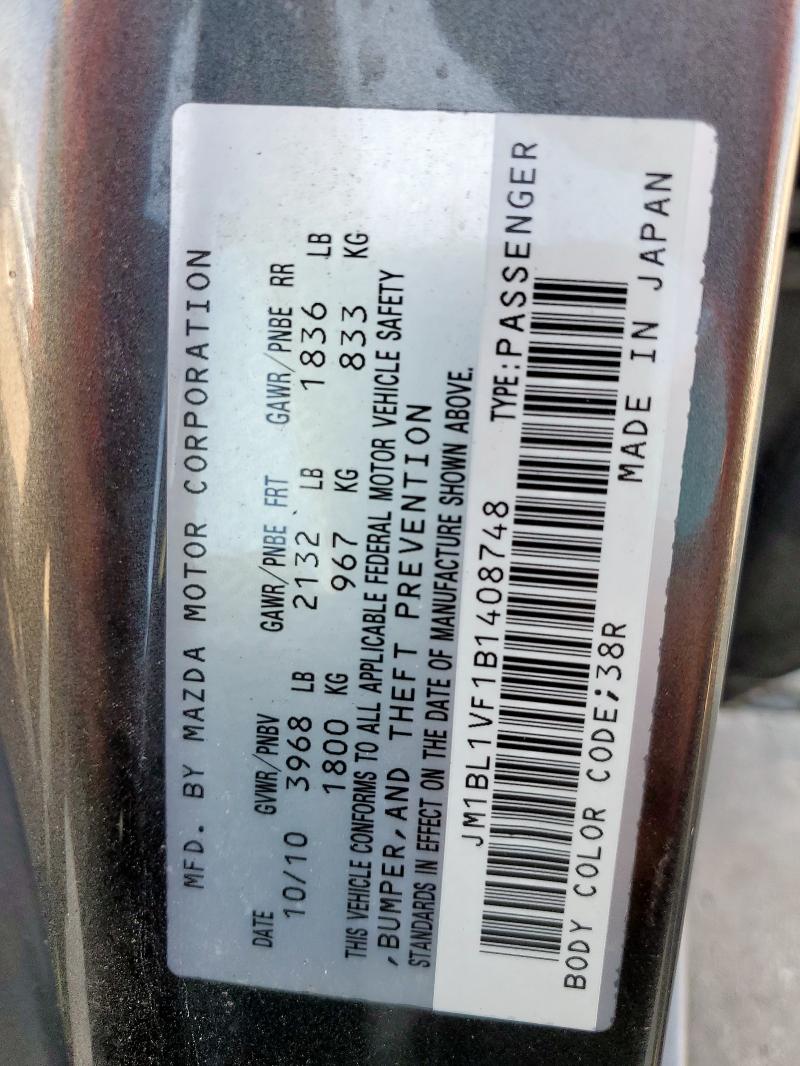 MFD. BY MAZDA MOTOR CORPORATION
DATE GVWR/PNBV GAWR/PNBE FRT GAWR/PNBE RR
10/10 3968 LB 2132 LB 1836 LB
1800 KG 967 KG 833 KG
THIS VEHICLE CONFORMS TO ALL APPLICABLE FEDERAL MOTOR VEHICLE SAFETY
,BUMPER,AND THEFT PREVENTION
STANDARDS IN EFFECT ON THE DATE OF MANUFACTURE SHOWN ABOVE.
JM1BL1VF1B1408748 TYPE:PASSENGER
BODY COLOR CODE;38R MADE IN JAPAN